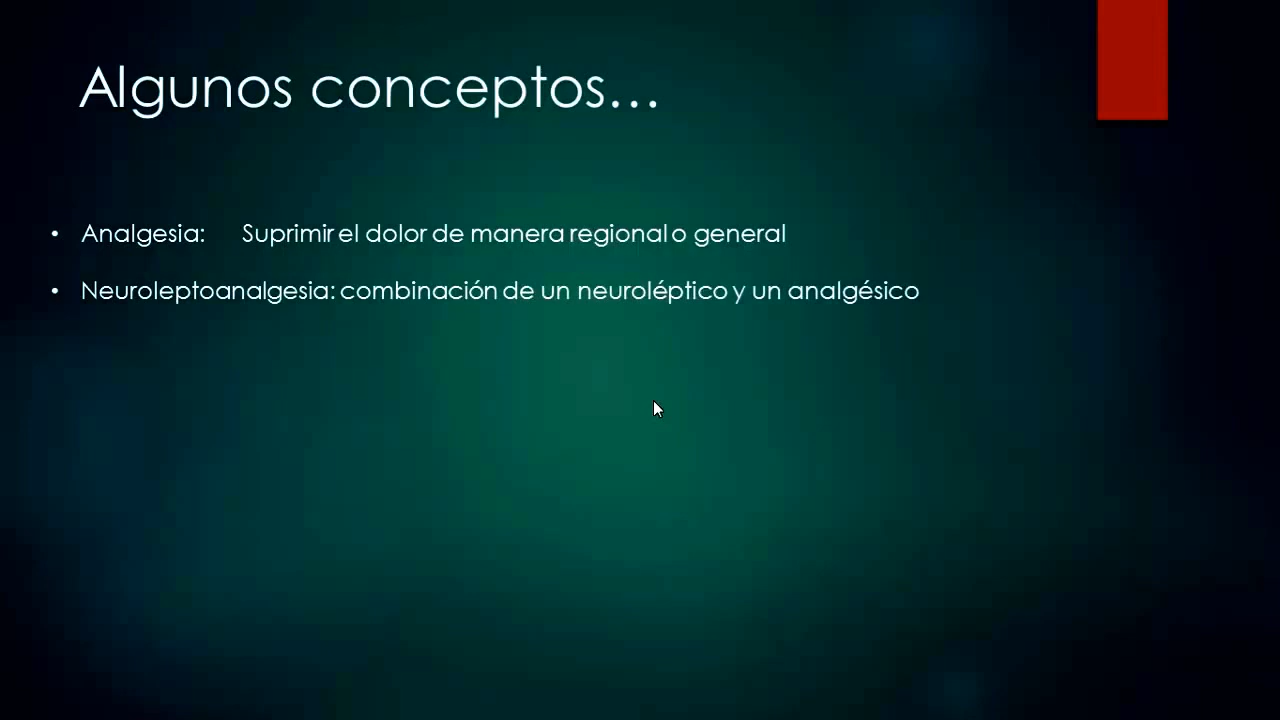 Algunos conceptos...
• Analgesia: Suprimir el dolor de manera regional o general
• Neuroleptoanalgesia: combinación de un neuroléptico y un analgésico